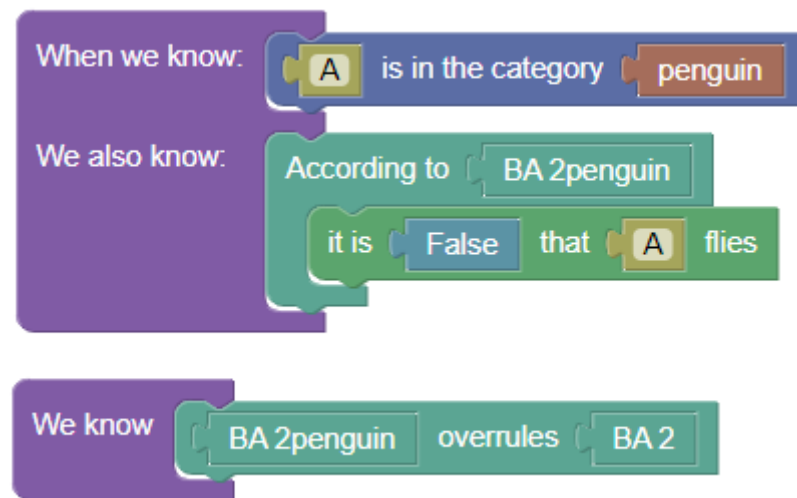 When we know: A is in the category penguin
We also know: According to BA 2penguin
it is False that A flies
We know BA 2penguin overrules BA 2